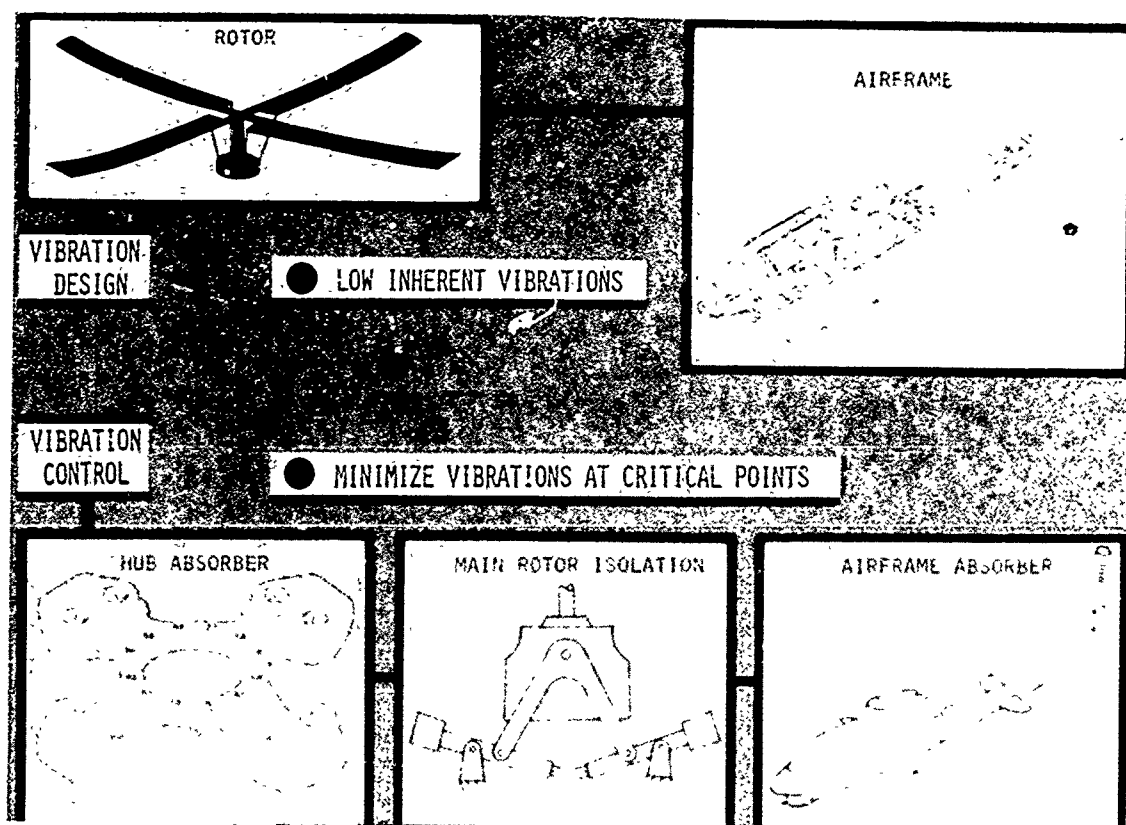 ROTOR
AIRFRAME
VIBRATION
DESIGN
● LOW INHERENT VIBRATIONS
VIBRATION
CONTROL
● MINIMIZE VIBRATIONS AT CRITICAL POINTS
HUB ABSORBER
MAIN ROTOR ISOLATION
AIRFRAME ABSORBER